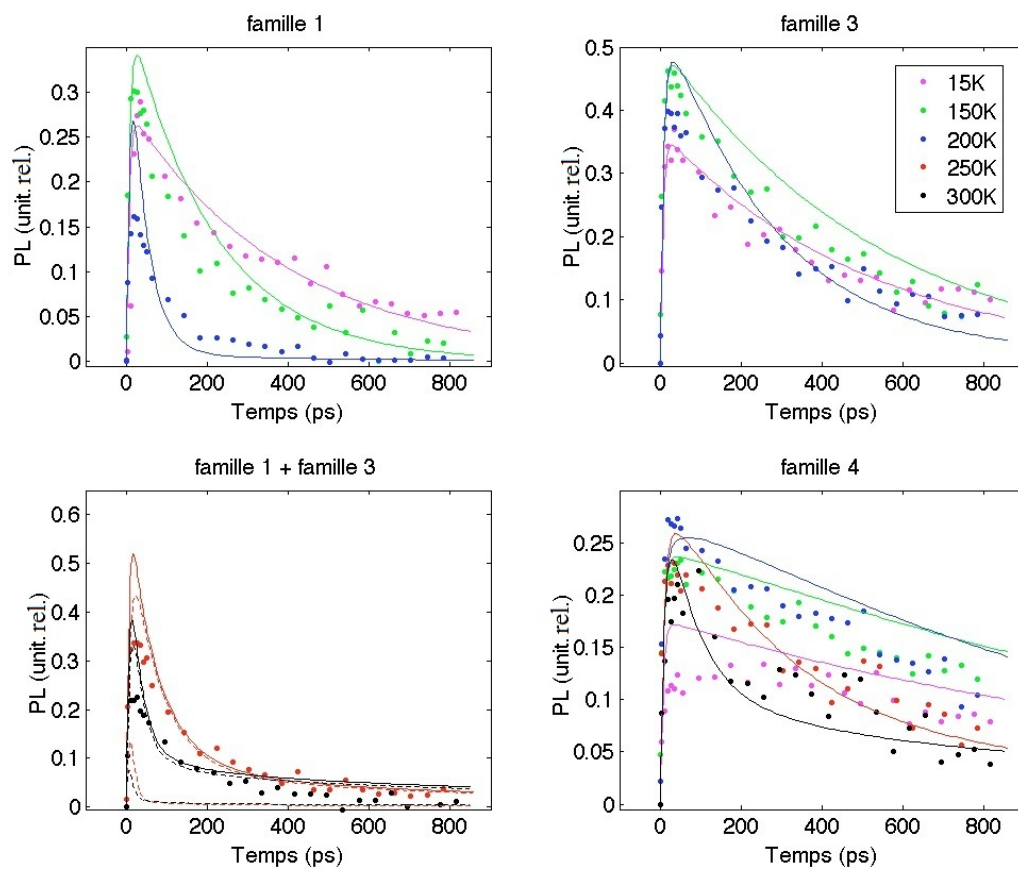 famille 1
PL (unit. rel.)
0.3
0.25
0.2
0.15
0.1
0.05
0
0 200 400 600 800
Temps (ps)
famille 3
PL (unit. rel.)
0.5
0.4
0.3
0.2
0.1
0
0 200 400 600 800
Temps (ps)
15K
150K
200K
250K
300K
famille 1 + famille 3
PL (unit. rel.)
0.6
0.5
0.4
0.3
0.2
0.1
0
0 200 400 600 800
Temps (ps)
famille 4
PL (unit. rel.)
0.25
0.2
0.15
0.1
0.05
0
0 200 400 600 800
Temps (ps)